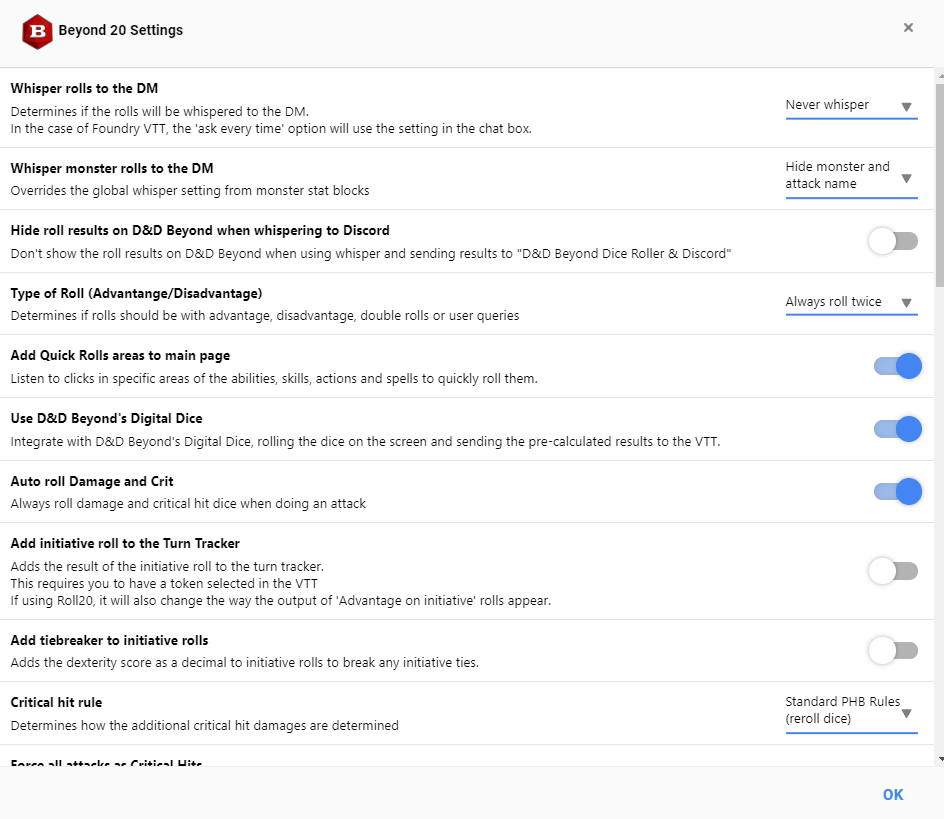 B
Beyond 20 Settings
×
Whisper rolls to the DM
Determines if the rolls will be whispered to the DM.
In the case of Foundry VTT, the 'ask every time' option will use the setting in the chat box.
Never whisper
Whisper monster rolls to the DM
Overrides the global whisper setting from monster stat blocks
Hide monster and
attack name
Hide roll results on D&D Beyond when whispering to Discord
Don't show the roll results on D&D Beyond when using whisper and sending results to "D&D Beyond Dice Roller & Discord"
Type of Roll (Advantange/Disadvantage)
Determines if rolls should be with advantage, disadvantage, double rolls or user queries
Always roll twice
Add Quick Rolls areas to main page
Listen to clicks in specific areas of the abilities, skills, actions and spells to quickly roll them.
Use D&D Beyond's Digital Dice
Integrate with D&D Beyond's Digital Dice, rolling the dice on the screen and sending the pre-calculated results to the VTT.
Auto roll Damage and Crit
Always roll damage and critical hit dice when doing an attack
Add initiative roll to the Turn Tracker
Adds the result of the initiative roll to the turn tracker.
This requires you to have a token selected in the VTT
If using Roll20, it will also change the way the output of 'Advantage on initiative' rolls appear.
Add tiebreaker to initiative rolls
Adds the dexterity score as a decimal to initiative rolls to break any initiative ties.
Critical hit rule
Determines how the additional critical hit damages are determined
Standard PHB Rules
(reroll dice)
Force all attacks as Critical Hits
OK